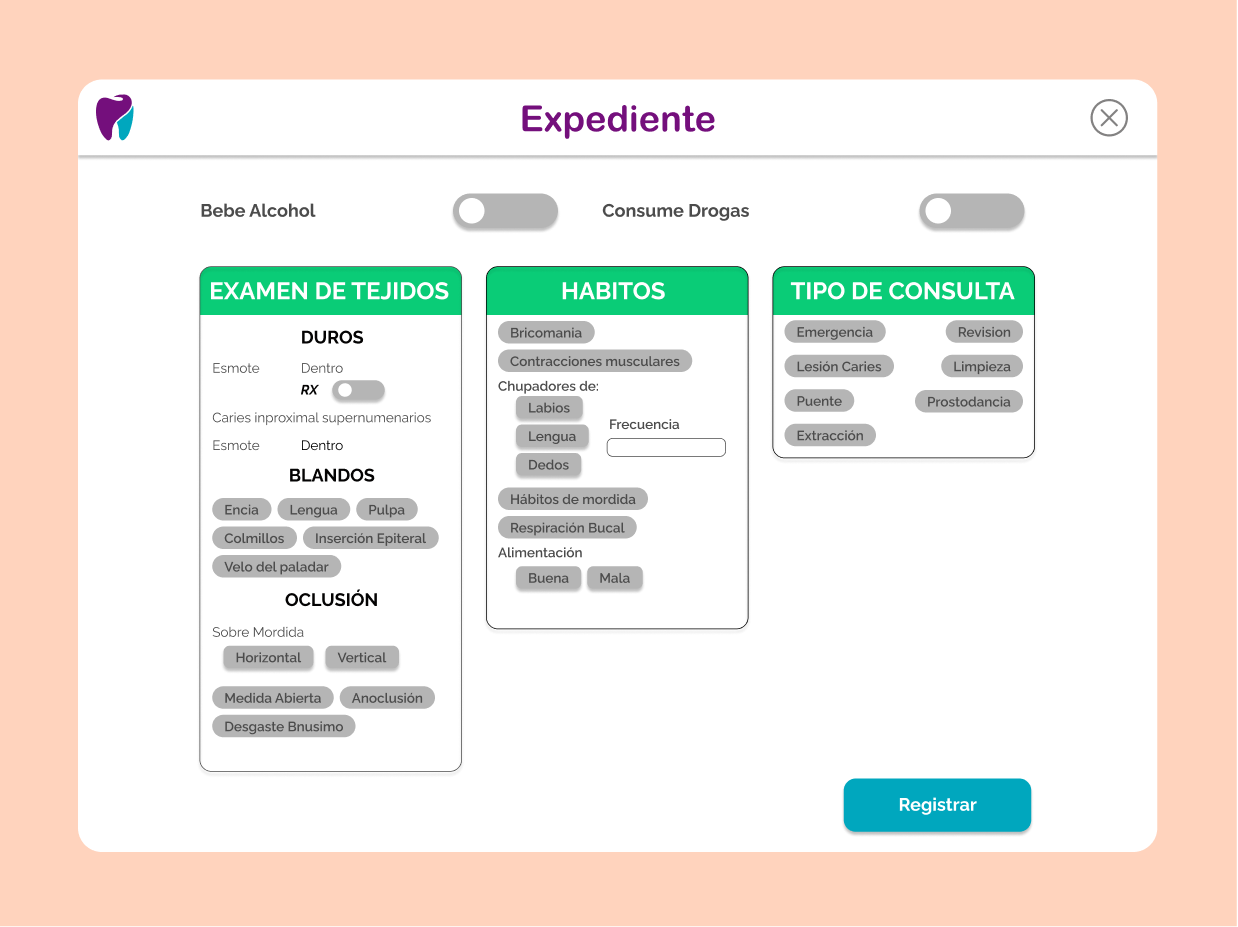 Expediente
Bebe Alcohol
Consume Drogas
EXAMEN DE TEJIDOS
DUROS
Esmote
Dentro
RX
Caries inproximal supernumenarios
Esmote
Dentro
BLANDOS
Encia
Lengua
Pulpa
Colmillos
Inserción Epiteral
Velo del paladar
OCLUSIÓN
Sobre Mordida
Horizontal
Vertical
Medida Abierta
Anoclusión
Desgaste Bnusimo
HABITOS
Bricomania
Contracciones musculares
Chupadores de:
Labios
Lengua
Dedos
Frecuencia
Hábitos de mordida
Respiración Bucal
Alimentación
Buena
Mala
TIPO DE CONSULTA
Emergencia
Revision
Lesión Caries
Limpieza
Puente
Prostodancia
Extracción
Registrar